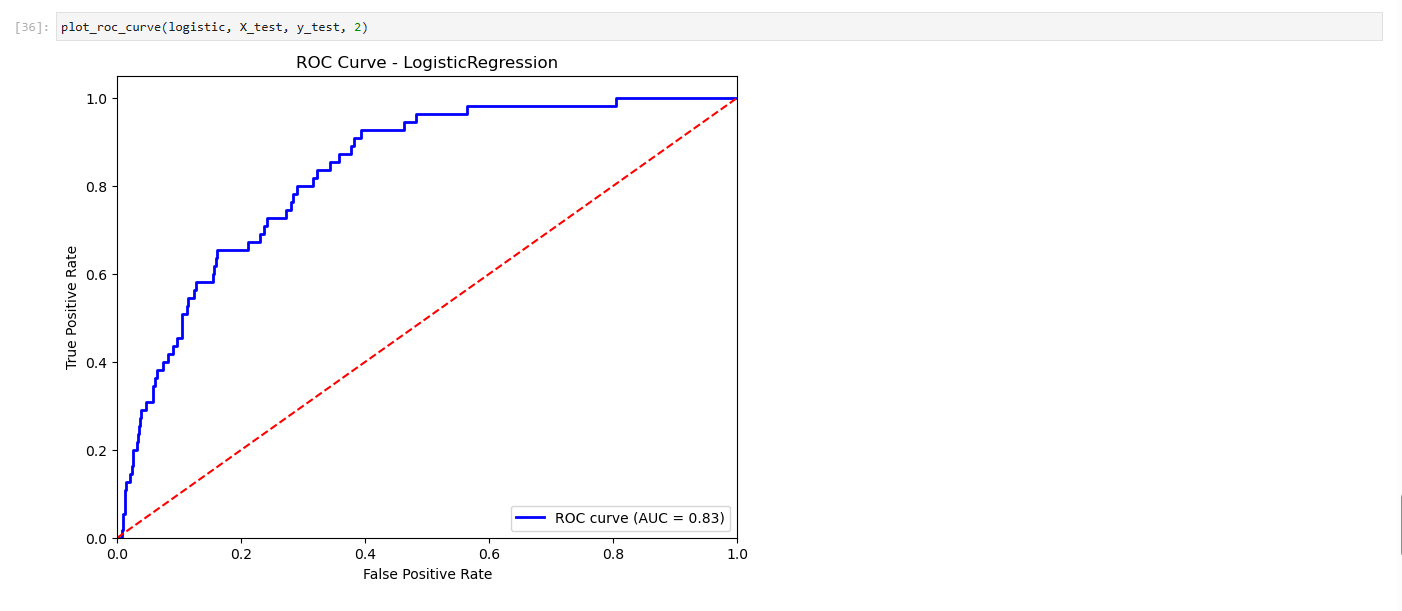 [36]: plot_roc_curve(logistic, X_test, y_test, 2)
ROC Curve - LogisticRegression
1.0
0.8
0.6
0.4
0.2
0.0
True Positive Rate
ROC curve (AUC = 0.83)
0.0 0.2 0.4 0.6 0.8 1.0
False Positive Rate